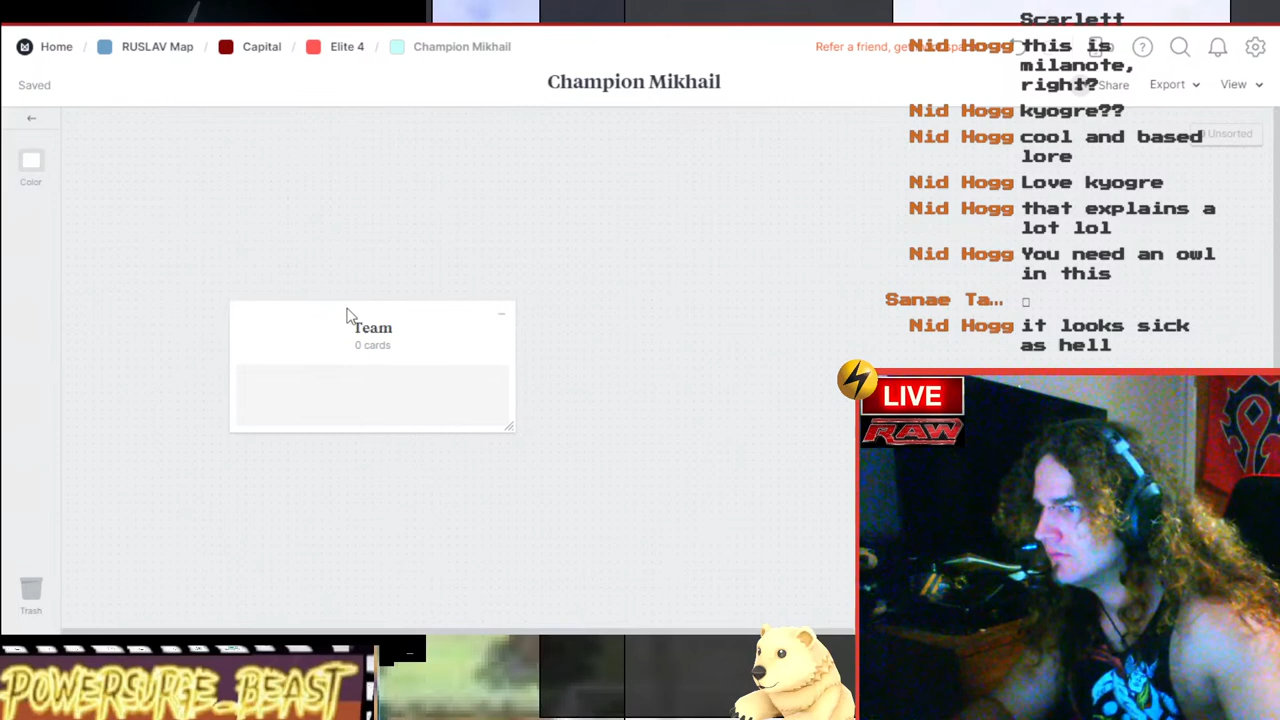 Home / RUSLAV Map / Capital / Elite 4 / Champion Mikhail
Refer a friend, get
Saved
Champion Mikhail
Share
Export
View
Unsorted
Color
Team
0 cards
Trash
Scarlett
Nid Hogg this is
milanote,
right?
Nid Hogg kyogre??
Nid Hogg cool and based
lore
Nid Hogg Love kyogre
Nid Hogg that explains a
lot lol
Nid Hogg You need an owl
in this
Sanae Ta...
Nid Hogg it looks sick
as hell
LIVE
RAW
POWERSURGE_BEAST